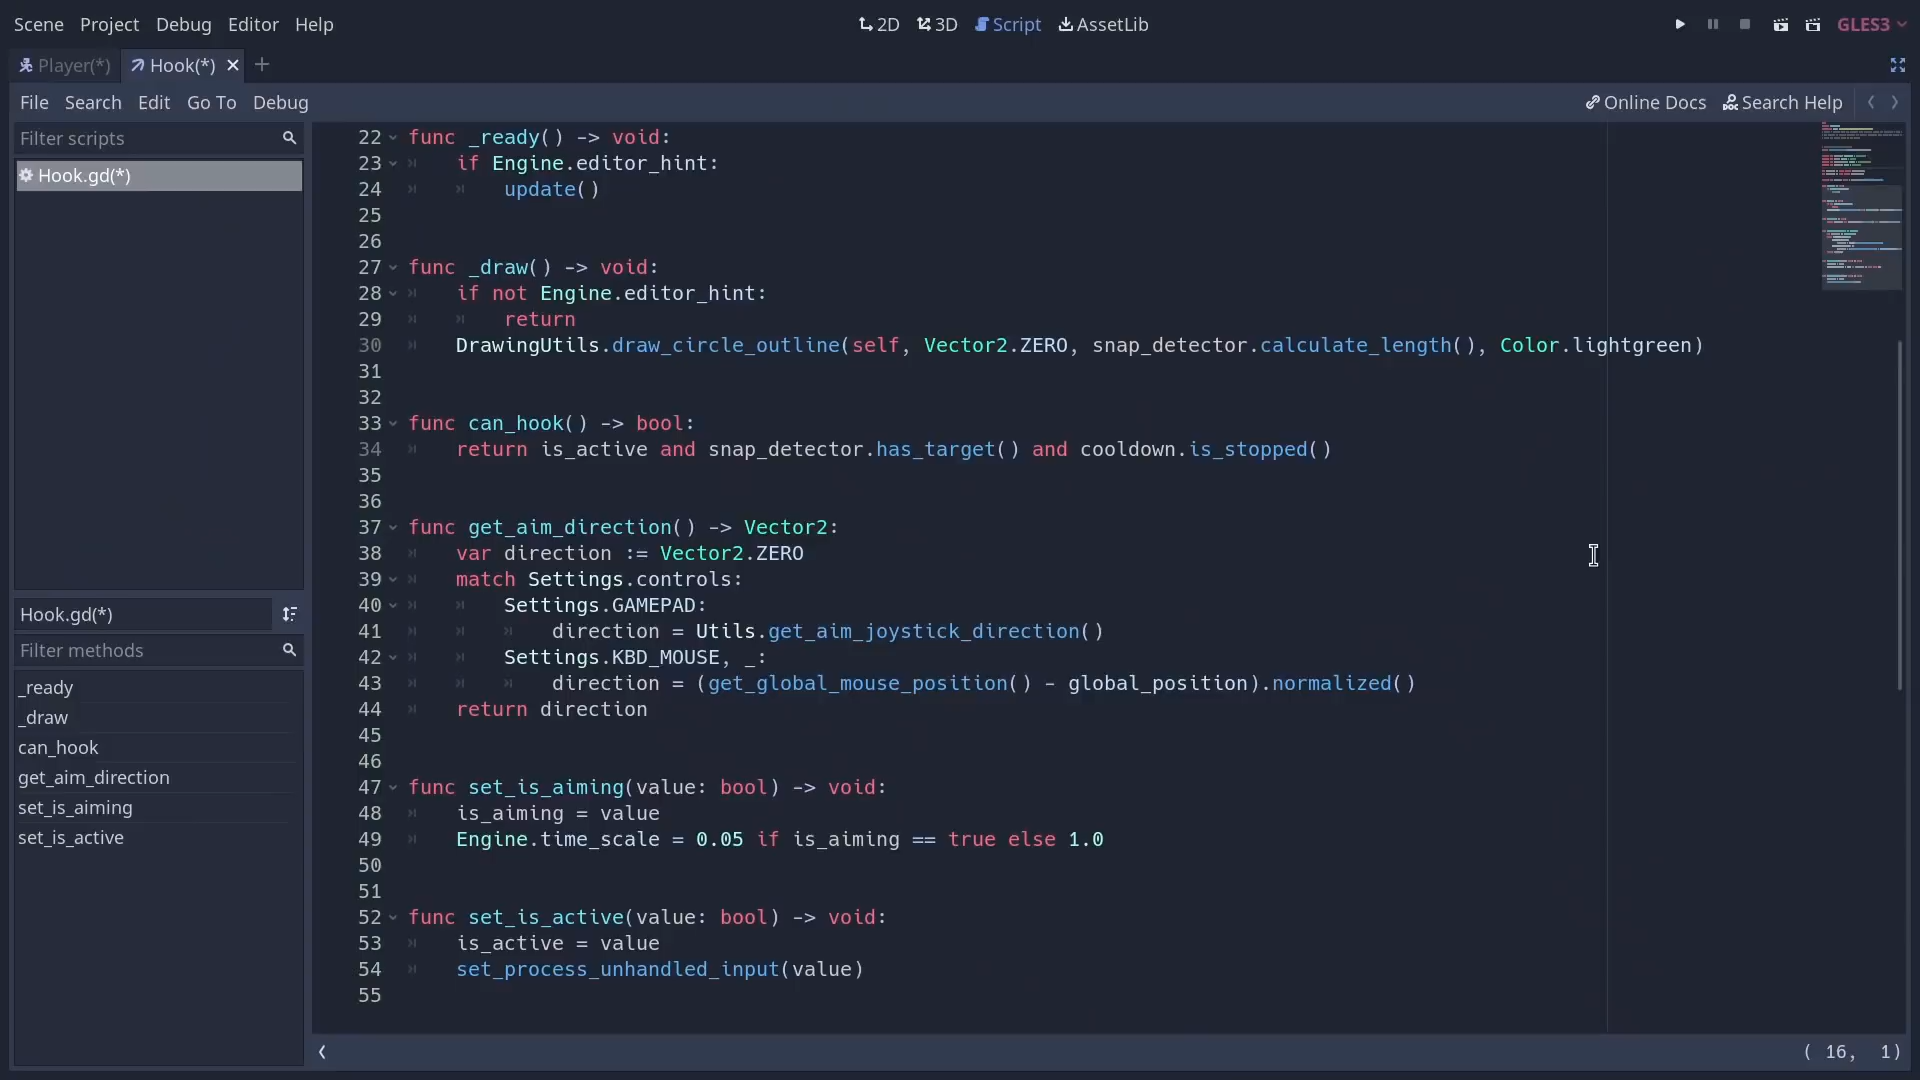 Scene Project Debug Editor Help 2D 3D Script AssetLib GLES3
Player(*) Hook(*)
File Search Edit Go To Debug Online Docs Search Help
Filter scripts
Hook.gd(*)
Hook.gd(*)
Filter methods
_ready
_draw
can_hook
get_aim_direction
set_is_aiming
set_is_active
22 func _ready() -> void:
23 if Engine.editor_hint:
24 update()
25
26
27 func _draw() -> void:
28 if not Engine.editor_hint:
29 return
30 DrawingUtils.draw_circle_outline(self, Vector2.ZERO, snap_detector.calculate_length(), Color.lightgreen)
31
32
33 func can_hook() -> bool:
34 return is_active and snap_detector.has_target() and cooldown.is_stopped()
35
36
37 func get_aim_direction() -> Vector2:
38 var direction := Vector2.ZERO
39 match Settings.controls:
40 Settings.GAMEPAD:
41 direction = Utils.get_aim_joystick_direction()
42 Settings.KBD_MOUSE, _:
43 direction = (get_global_mouse_position() - global_position).normalized()
44 return direction
45
46
47 func set_is_aiming(value: bool) -> void:
48 is_aiming = value
49 Engine.time_scale = 0.05 if is_aiming == true else 1.0
50
51
52 func set_is_active(value: bool) -> void:
53 is_active = value
54 set_process_unhandled_input(value)
55
( 16, 1)